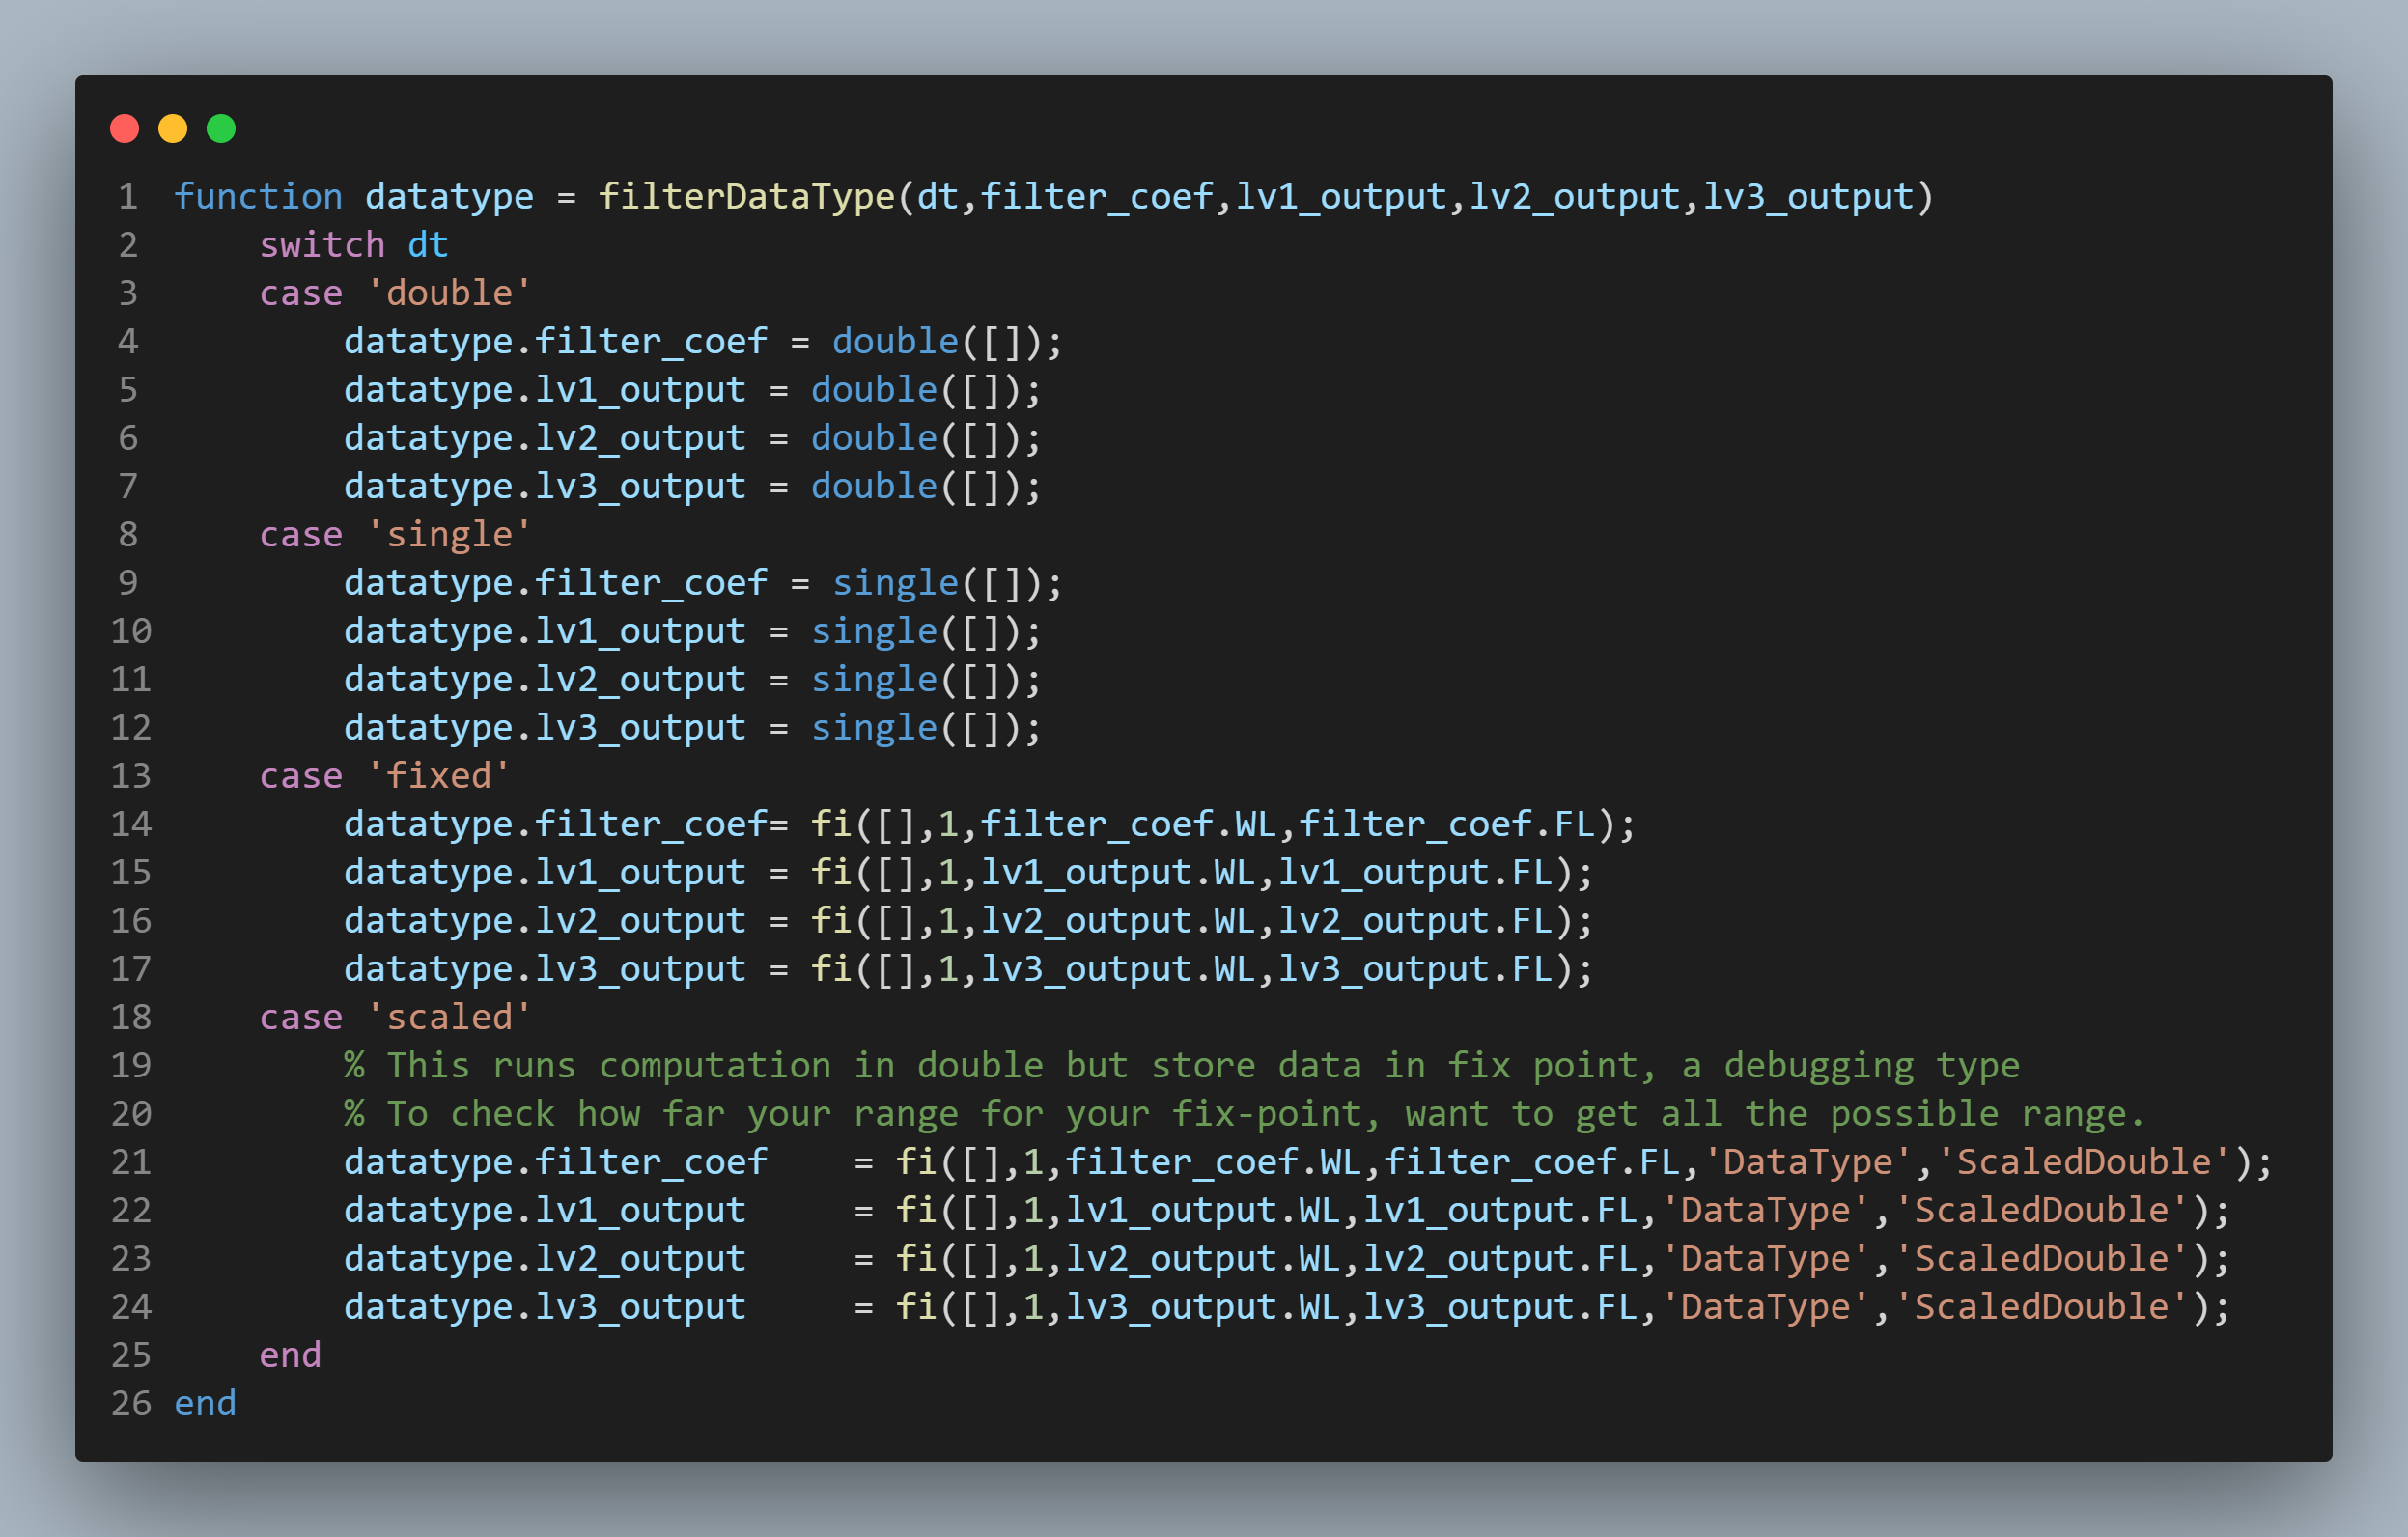 1 function datatype = filterDataType(dt,filter_coef,lv1_output,lv2_output,lv3_output)
2     switch dt
3     case 'double'
4         datatype.filter_coef = double([]);
5         datatype.lv1_output = double([]);
6         datatype.lv2_output = double([]);
7         datatype.lv3_output = double([]);
8     case 'single'
9         datatype.filter_coef = single([]);
10         datatype.lv1_output = single([]);
11         datatype.lv2_output = single([]);
12         datatype.lv3_output = single([]);
13     case 'fixed'
14         datatype.filter_coef= fi([],1,filter_coef.WL,filter_coef.FL);
15         datatype.lv1_output = fi([],1,lv1_output.WL,lv1_output.FL);
16         datatype.lv2_output = fi([],1,lv2_output.WL,lv2_output.FL);
17         datatype.lv3_output = fi([],1,lv3_output.WL,lv3_output.FL);
18     case 'scaled'
19         % This runs computation in double but store data in fix point, a debugging type
20         % To check how far your range for your fix-point, want to get all the possible range.
21         datatype.filter_coef    = fi([],1,filter_coef.WL,filter_coef.FL,'DataType','ScaledDouble');
22         datatype.lv1_output     = fi([],1,lv1_output.WL,lv1_output.FL,'DataType','ScaledDouble');
23         datatype.lv2_output     = fi([],1,lv2_output.WL,lv2_output.FL,'DataType','ScaledDouble');
24         datatype.lv3_output     = fi([],1,lv3_output.WL,lv3_output.FL,'DataType','ScaledDouble');
25     end
26 end